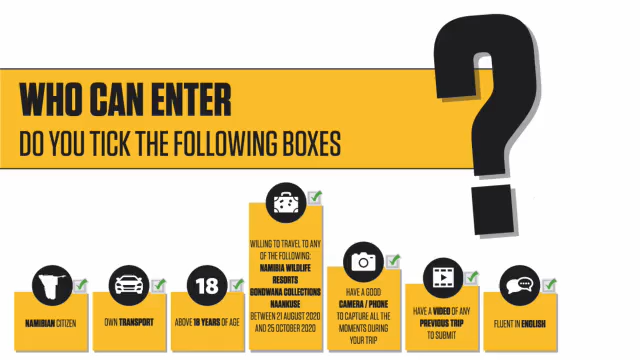 WHO CAN ENTER
DO YOU TICK THE FOLLOWING BOXES
?
NAMIBIAN CITIZEN
OWN TRANSPORT
18
ABOVE 18 YEARS OF AGE
WILLING TO TRAVEL TO ANY
OF THE FOLLOWING:
NAMIBIA WILDLIFE
RESORTS
GONDWANA COLLECTIONS
NAANKUSE
BETWEEN 21 AUGUST 2020
AND 25 OCTOBER 2020
HAVE A GOOD
CAMERA / PHONE
TO CAPTURE ALL THE
MOMENTS DURING
YOUR TRIP
HAVE A VIDEO OF ANY
PREVIOUS TRIP
TO SUBMIT
FLUENT IN ENGLISH